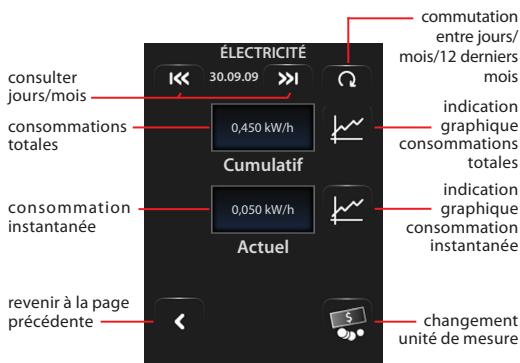 commutation
entre jours/
mois/12 derniers
mois
ÉLECTRICITÉ
30.09.09
consulter
jours/mois
consommations
totales
0,450 kW/h
Cumulatif
indication
graphique
consommations
totales
consommation
instantanée
0,050 kW/h
Actuel
indication
graphique
consommation
instantanée
revenir à la page
précédente
$
changement
unité de mesure